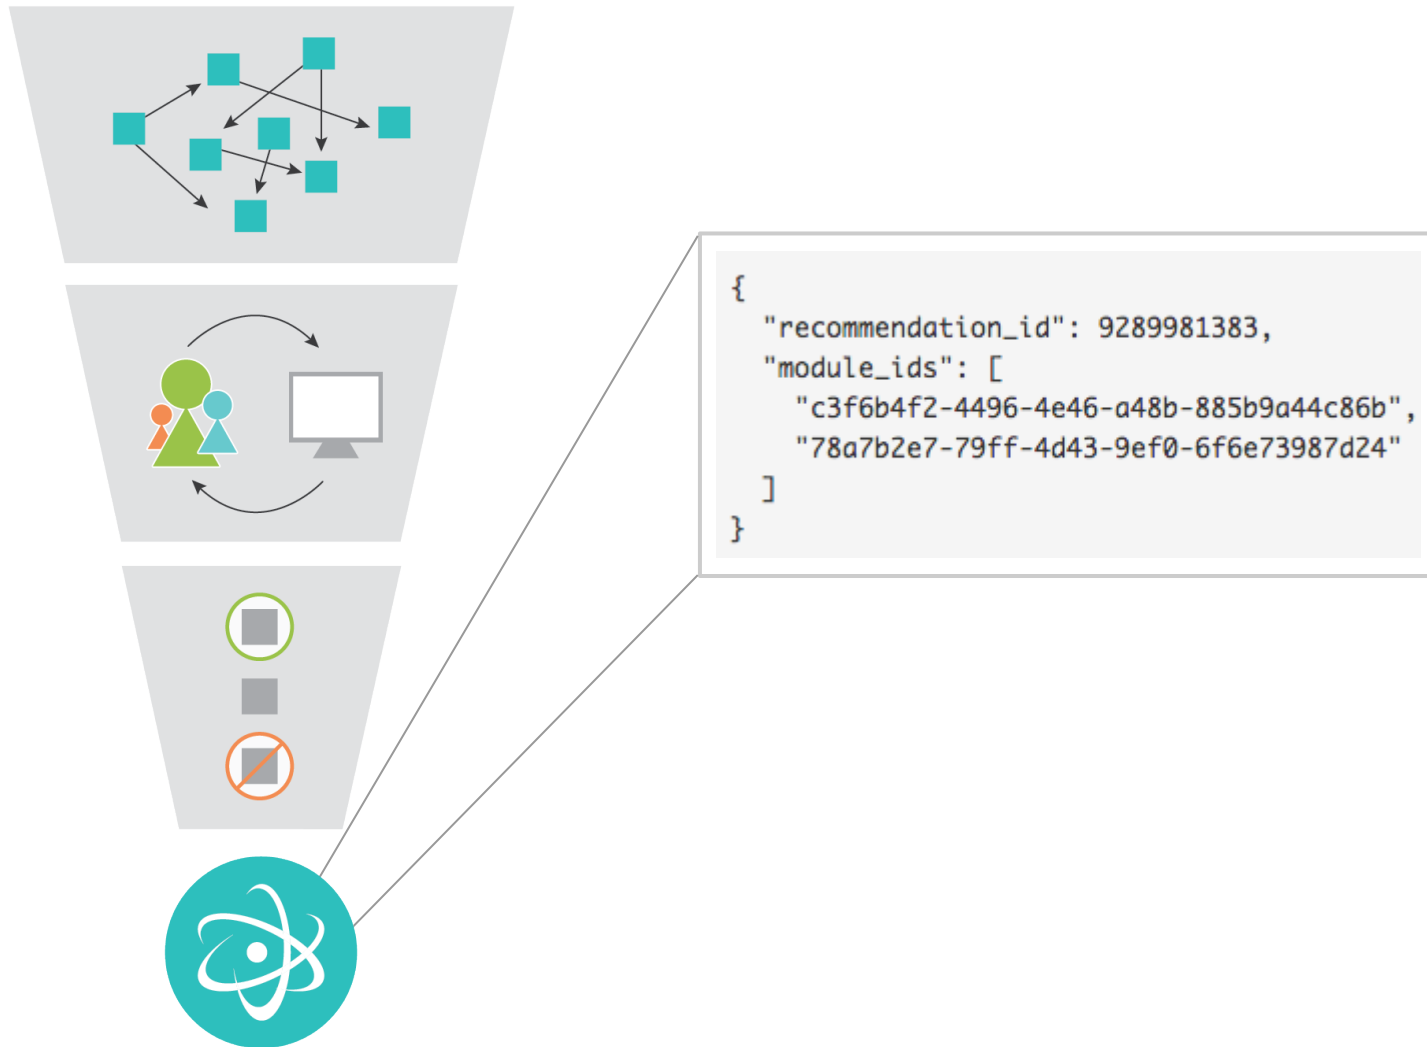 {
"recommendation_id": 9289981383,
"module_ids": [
"c3f6b4f2-4496-4e46-a48b-885b9a44c86b",
"78a7b2e7-79ff-4d43-9ef0-6f6e73987d24"
]
}